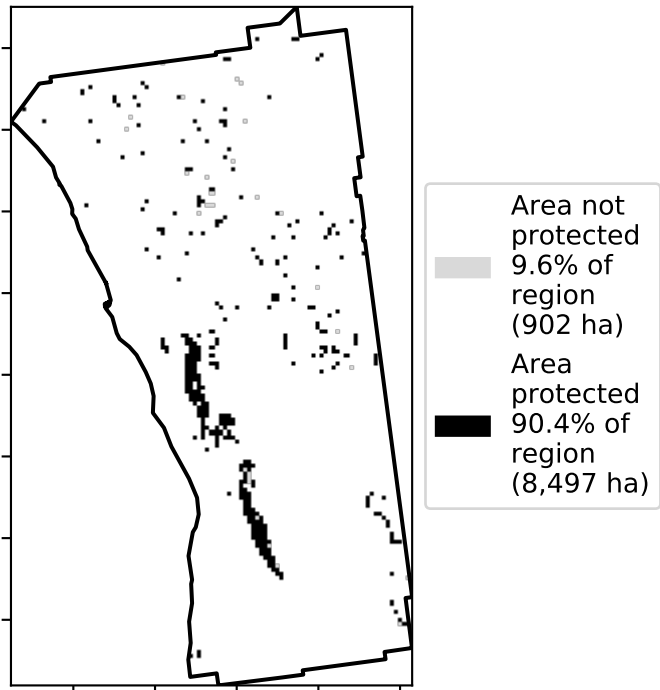 Area not
protected
9.6% of
region
(902 ha)
Area
protected
90.4% of
region
(8,497 ha)